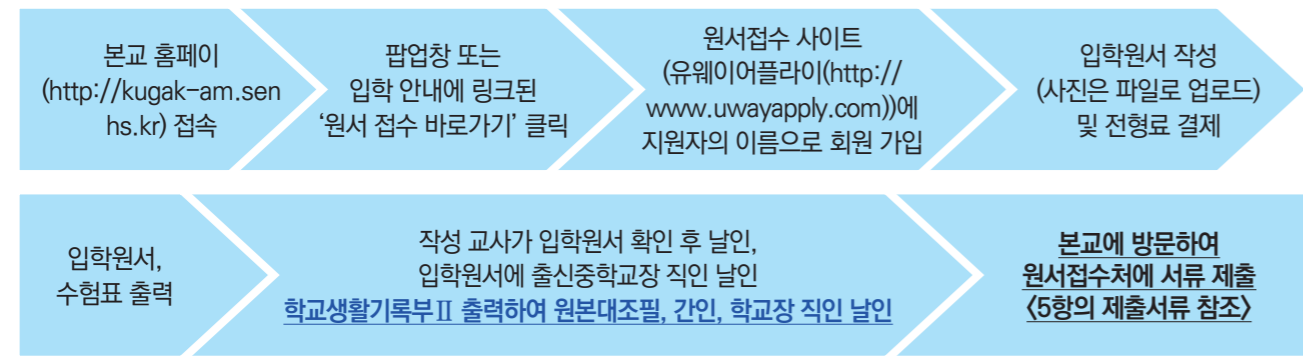 본교 홈페이
(http://kugak-am.sen
hs.kr) 접속
팝업창 또는
입학 안내에 링크된
‘원서 접수 바로가기’ 클릭
원서접수 사이트
(유웨이어플라이(http://
www.uwayapply.com))에
지원자의 이름으로 회원 가입
입학원서 작성
(사진은 파일로 업로드)
및 전형료 결제
입학원서,
수험표 출력
작성 교사가 입학원서 확인 후 날인,
입학원서에 출신중학교장 직인 날인
학교생활기록부Ⅱ 출력하여 원본대조필, 간인, 학교장 직인 날인
본교에 방문하여
원서접수처에 서류 제출
<5항의 제출서류 참조>